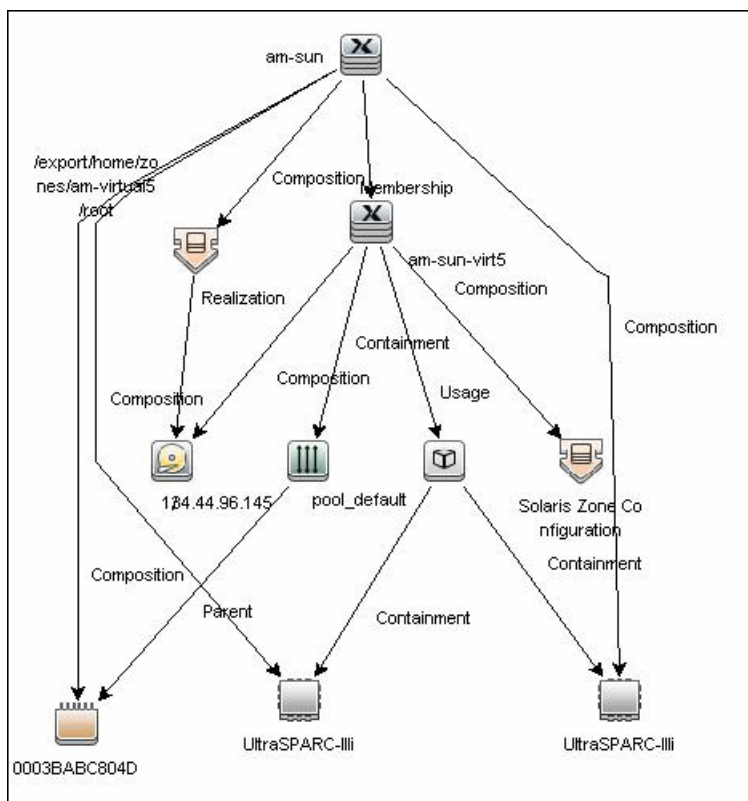 am-sun
/export/home/zo
nes/am-virtual5
/root
Composition
Membership
am-sun-virt5
Realization
Composition
Containment
Composition
Composition
Composition
Usage
134.44.96.145
pool_default
Solaris Zone Co
nfiguration
Composition
Parent
Containment
Containment
UltraSPARC-IIIi
UltraSPARC-IIIi
0003BABC804D